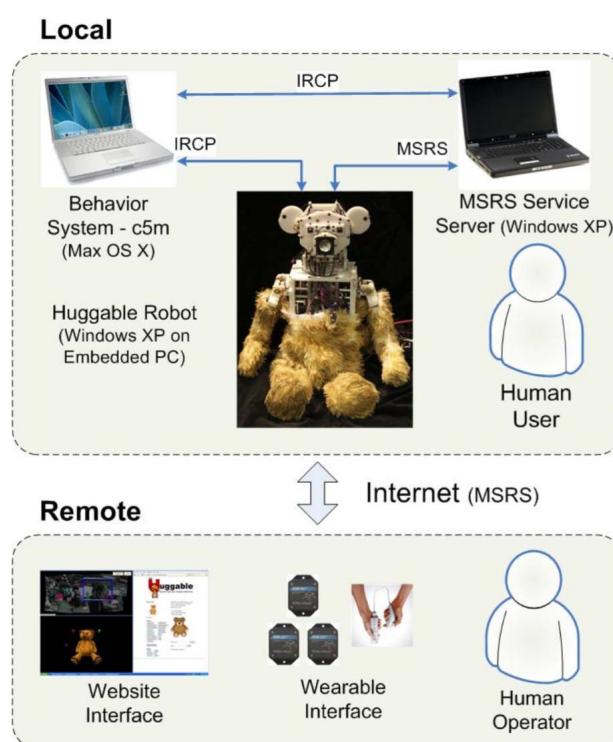 Local
IRCP
IRCP
MSRS
Behavior
System - c5m
(Max OS X)
MSRS Service
Server (Windows XP)
Huggable Robot
(Windows XP on
Embedded PC)
Human
User
Internet (MSRS)
Remote
Huggable
Website
Interface
Wearable
Interface
Human
Operator